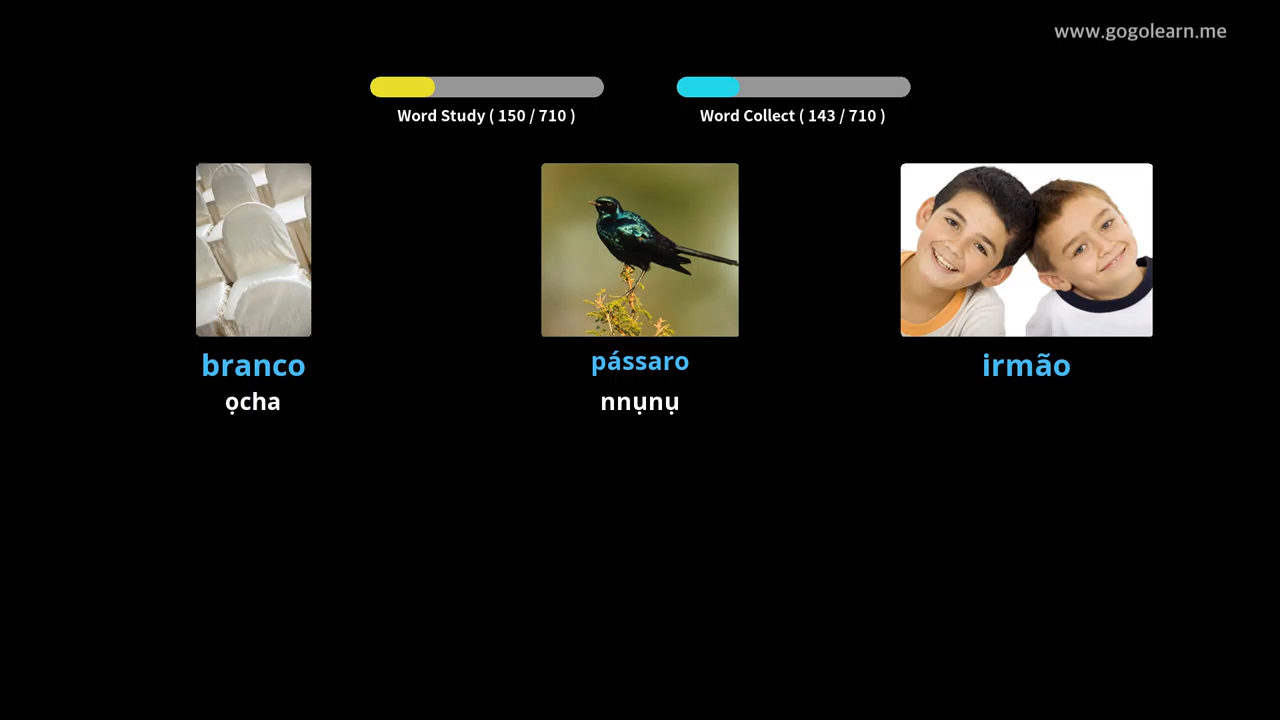 www.gogolearn.me
Word Study ( 150 / 710 )
Word Collect ( 143 / 710 )
branco
pássaro
irmão
ọcha
nnụnụ